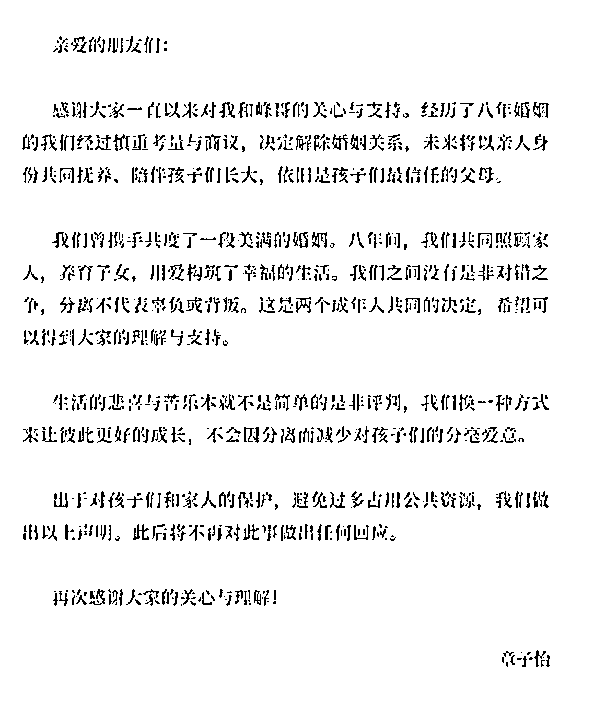 亲爱的朋友们：
感谢大家一直以来对我和峰哥的关心与支持。经历了八年婚姻
的我们经过慎重考量与商议，决定解除婚姻关系，未来将以亲人身
份共同抚养、陪伴孩子们长大，依旧是孩子们最信任的父母。
我们曾携手共度了一段美满的婚姻。八年间，我们共同照顾家
人，养育子女，用爱构筑了幸福的生活。我们之间没有是非对错之
争，分离不代表辜负或背叛。这是两个成年人共同的决定，希望可
以得到大家的理解与支持。
生活的悲喜与苦乐本就不是简单的是非评判，我们换一种方式
来让彼此更好的成长，不会因分离而减少对孩子们的分毫爱意。
出于对孩子们和家人的保护，避免过多占用公共资源，我们做
出以上声明。此后将不再对此事做出任何回应。
再次感谢大家的关心与理解！
章子怡